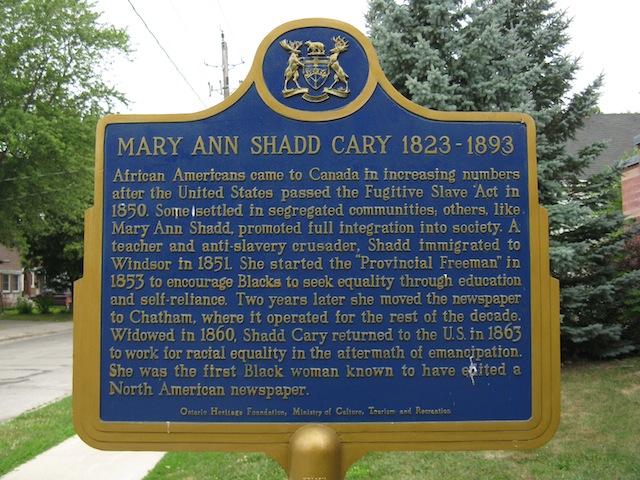 MARY ANN SHADD CARY 1823-1893
African Americans came to Canada in increasing numbers
after the United States passed the Fugitive Slave Act in
1850. Some settled in segregated communities; others, like
Mary Ann Shadd, promoted full integration into society. A
teacher and anti-slavery crusader, Shadd immigrated to
Windsor in 1851. She started the "Provincial Freeman" in
1853 to encourage Blacks to seek equality through education
and self-reliance. Two years later she moved the newspaper
to Chatham, where it operated for the rest of the decade.
Widowed in 1860, Shadd Cary returned to the U.S. in 1863
to work for racial equality in the aftermath of emancipation.
She was the first Black woman known to have edited a
North American newspaper.
Ontario Heritage Foundation, Ministry of Culture, Tourism and Recreation